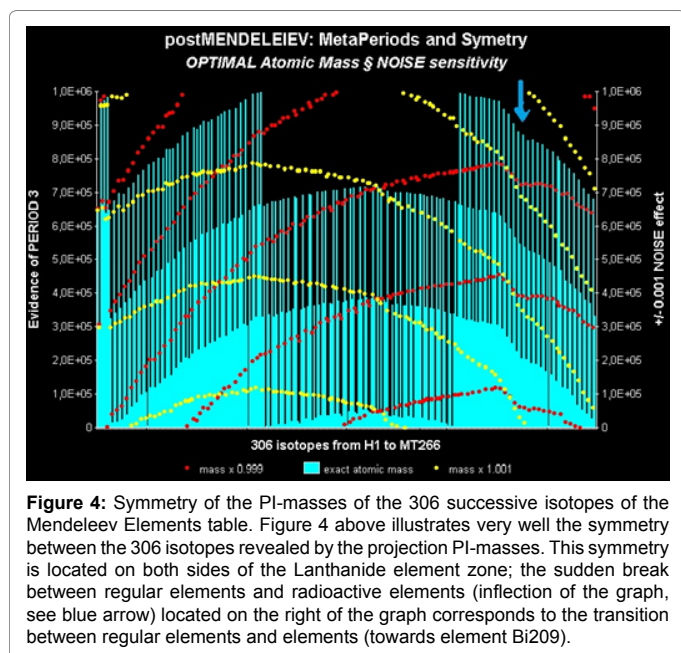 postMENDELEIEV: MetaPeriods and Symetry
OPTIMAL Atomic Mass § NOISE sensitivity
1,0E+06
9,0E+05
8,0E+05
7,0E+05
6,0E+05
5,0E+05
4,0E+05
3,0E+05
2,0E+05
1,0E+05
0
Evidence of PERIOD 3
1,0E+06
9,0E+05
8,0E+05
7,0E+05
6,0E+05
5,0E+05
4,0E+05
3,0E+05
2,0E+05
1,0E+05
0
+/- 0.001 NOISE effect
306 isotopes from H1 to MT266
mass x 0.999
exact atomic mass
mass x 1.001
Figure 4: Symmetry of the PI-masses of the 306 successive isotopes of the
Mendeleev Elements table. Figure 4 above illustrates very well the symmetry
between the 306 isotopes revealed by the projection PI-masses. This symmetry
is located on both sides of the Lanthanide element zone; the sudden break
between regular elements and radioactive elements (inflection of the graph,
see blue arrow) located on the right of the graph corresponds to the transition
between regular elements and elements (towards element Bi209).